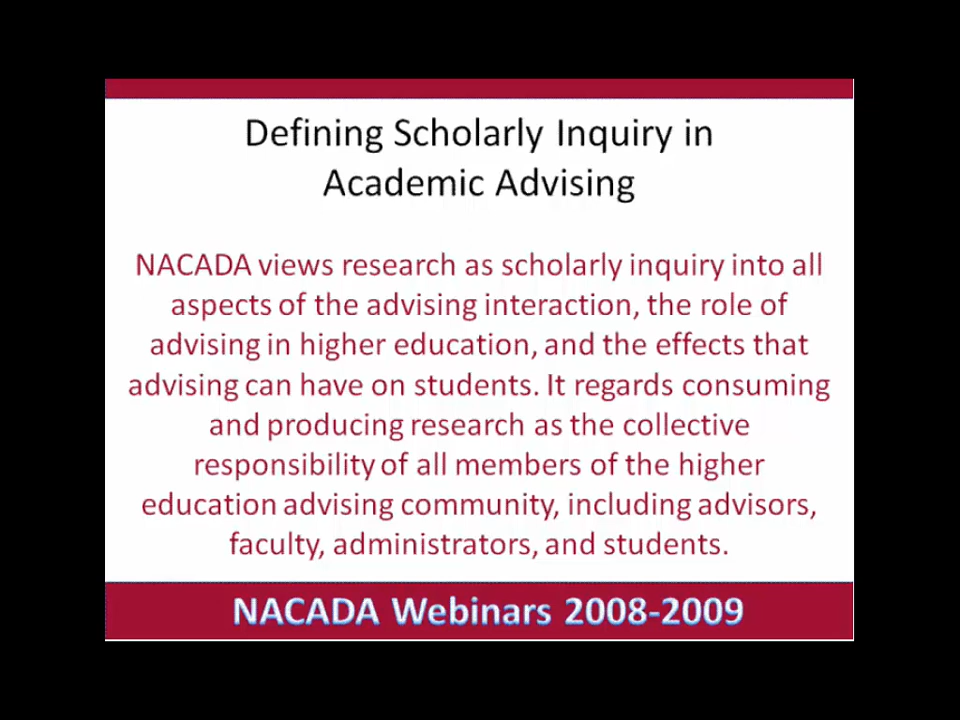 Defining Scholarly Inquiry in
Academic Advising
NACADA views research as scholarly inquiry into all
aspects of the advising interaction, the role of
advising in higher education, and the effects that
advising can have on students. It regards consuming
and producing research as the collective
responsibility of all members of the higher
education advising community, including advisors,
faculty, administrators, and students.
NACADA Webinars 2008-2009